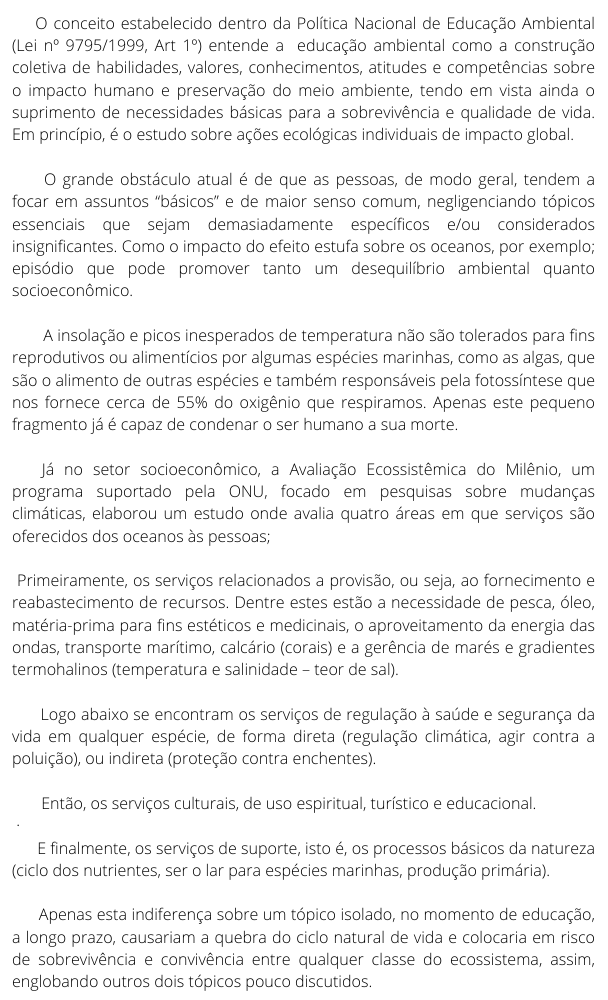 O conceito estabelecido dentro da Política Nacional de Educação Ambiental
(Lei nº 9795/1999, Art 1º) entende a educação ambiental como a construção
coletiva de habilidades, valores, conhecimentos, atitudes e competências sobre
o impacto humano e preservação do meio ambiente, tendo em vista ainda o
suprimento de necessidades básicas para a sobrevivência e qualidade de vida.
Em princípio, é o estudo sobre ações ecológicas individuais de impacto global.
O grande obstáculo atual é de que as pessoas, de modo geral, tendem a
focar em assuntos “básicos” e de maior senso comum, negligenciando tópicos
essenciais que sejam demasiadamente específicos e/ou considerados
insignificantes. Como o impacto do efeito estufa sobre os oceanos, por exemplo;
episódio que pode promover tanto um desequilíbrio ambiental quanto
socioeconômico.
A insolação e picos inesperados de temperatura não são tolerados para fins
reprodutivos ou alimentícios por algumas espécies marinhas, como as algas, que
são o alimento de outras espécies e também responsáveis pela fotossíntese que
nos fornece cerca de 55% do oxigênio que respiramos. Apenas este pequeno
fragmento já é capaz de condenar o ser humano a sua morte.
Já no setor socioeconômico, a Avaliação Ecossistêmica do Milênio, um
programa suportado pela ONU, focado em pesquisas sobre mudanças
climáticas, elaborou um estudo onde avalia quatro áreas em que serviços são
oferecidos dos oceanos às pessoas;
Primeiramente, os serviços relacionados a provisão, ou seja, ao fornecimento e
reabastecimento de recursos. Dentre estes estão a necessidade de pesca, óleo,
matéria-prima para fins estéticos e medicinais, o aproveitamento da energia das
ondas, transporte marítimo, calcário (corais) e a gerência de marés e gradientes
termohalinos (temperatura e salinidade – teor de sal).
Logo abaixo se encontram os serviços de regulação à saúde e segurança da
vida em qualquer espécie, de forma direta (regulação climática, agir contra a
poluição), ou indireta (proteção contra enchentes).
Então, os serviços culturais, de uso espiritual, turístico e educacional.
.
E finalmente, os serviços de suporte, isto é, os processos básicos da natureza
(ciclo dos nutrientes, ser o lar para espécies marinhas, produção primária).
Apenas esta indiferença sobre um tópico isolado, no momento de educação,
a longo prazo, causariam a quebra do ciclo natural de vida e colocaria em risco
de sobrevivência e convivência entre qualquer classe do ecossistema, assim,
englobando outros dois tópicos pouco discutidos.